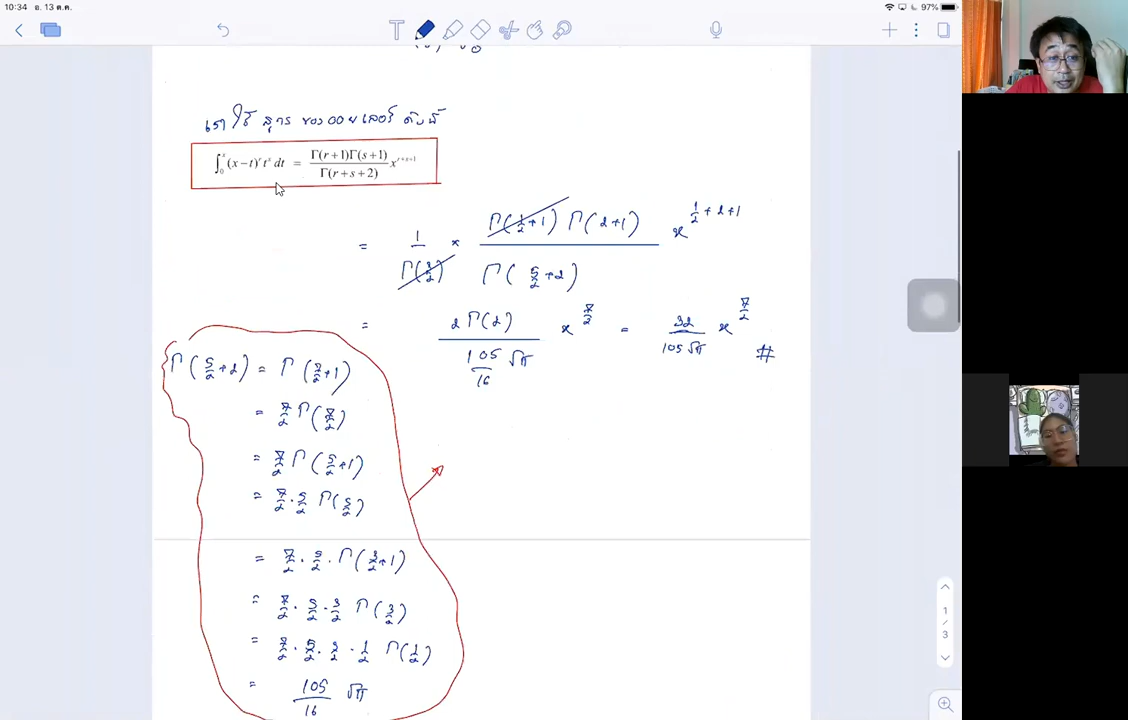 10:34 อ. 13 ต.ค. 97%
T
เราใช้ สูตร ของออยเลอร์ ดังนี้
∫₀ˣ (x−t)ʳ tˢ dt = Γ(r+1)Γ(s+1) / Γ(r+s+2) x^(r+s+1)
= 1/Γ(3/2) × Γ(1/2+1) Γ(2+1) / Γ(5/2+2) x^(1/2+2+1)
= 2Γ(2) / (105/16 √π) x^(7/2) = 32/(105√π) x^(7/2) #
Γ(5/2+2) = Γ(7/2+1)
= 7/2 Γ(7/2)
= 7/2 Γ(5/2+1)
= 7/2 · 5/2 Γ(5/2)
= 7/2 · 5/2 · Γ(3/2+1)
= 7/2 · 5/2 · 3/2 Γ(3/2)
= 7/2 · 5/2 · 3/2 · 1/2 Γ(1/2)
= 105/16 √π
1
/
3